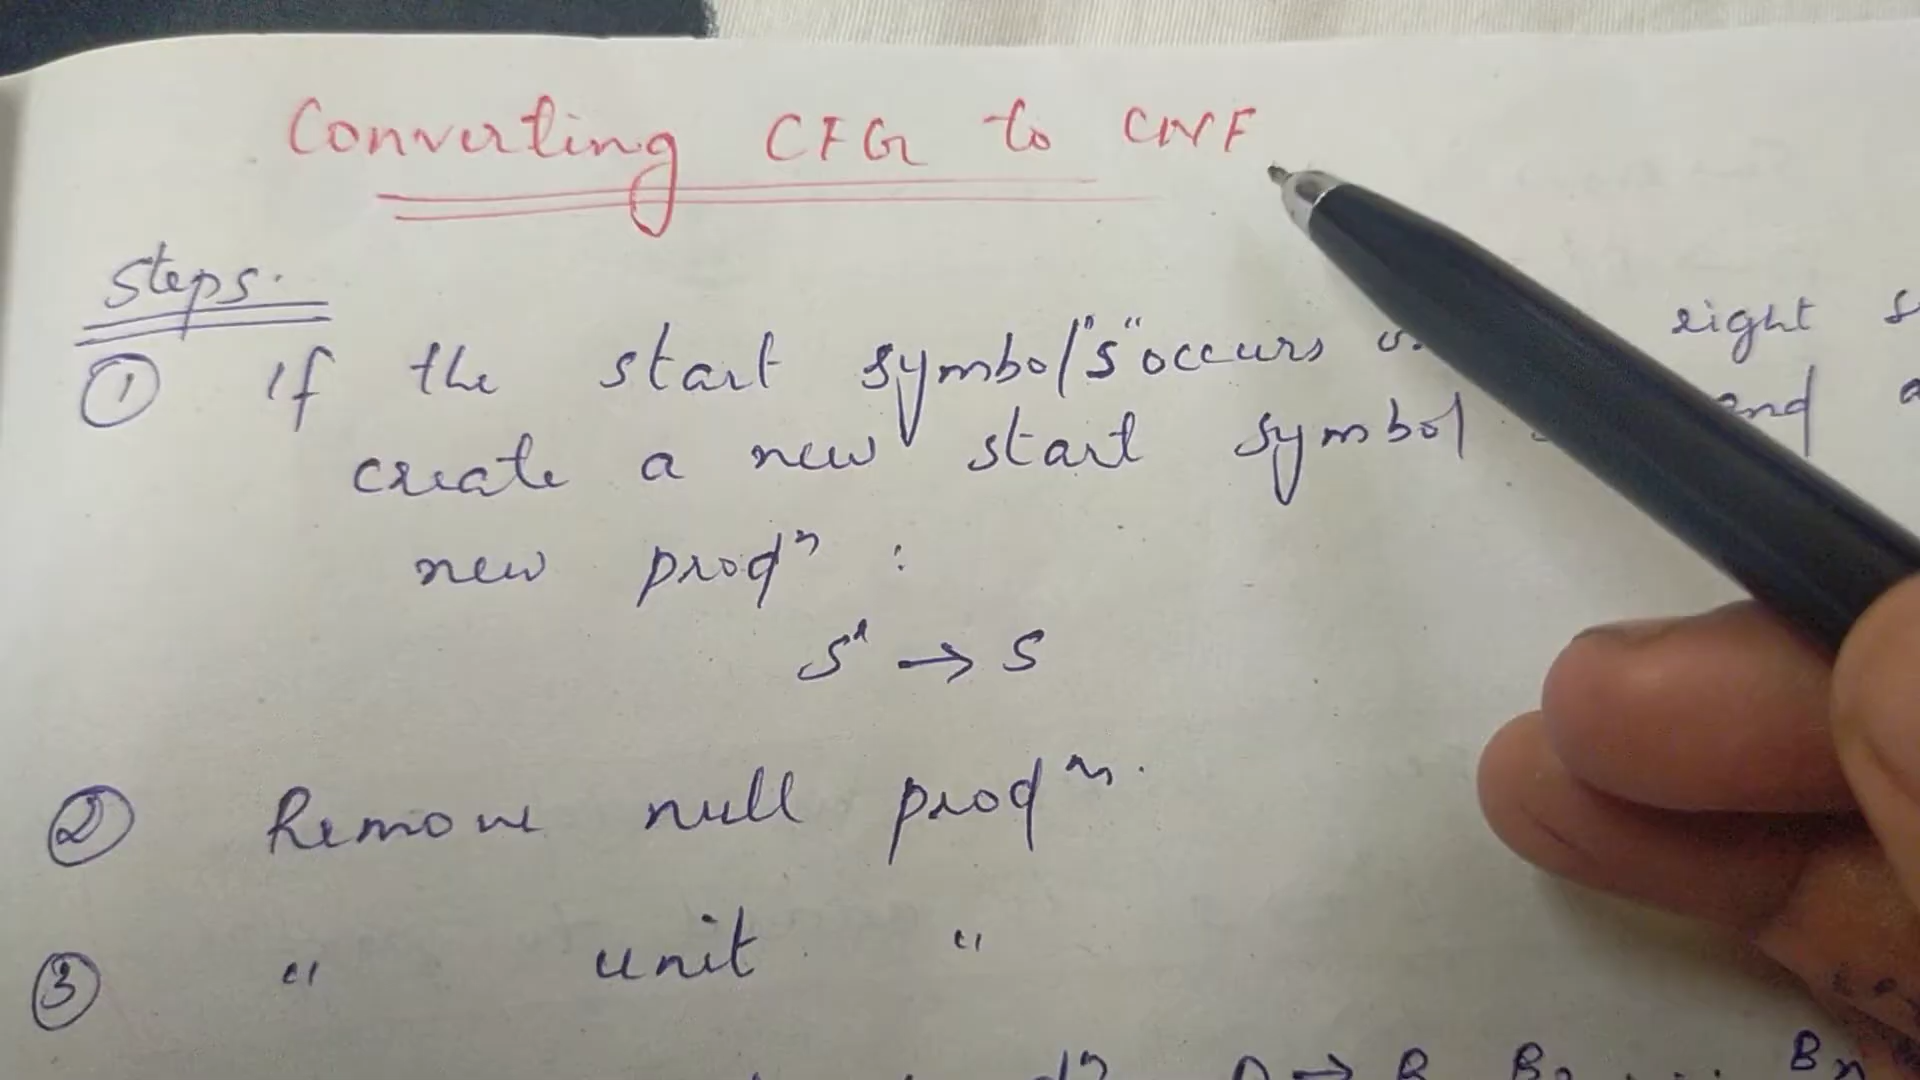 Converting CFG to CNF
Steps.
① If the start symbol "S" occurs right
create a new start symbol and
new prodⁿ :
S' → S
② Remove null prodⁿ.
③ " unit "